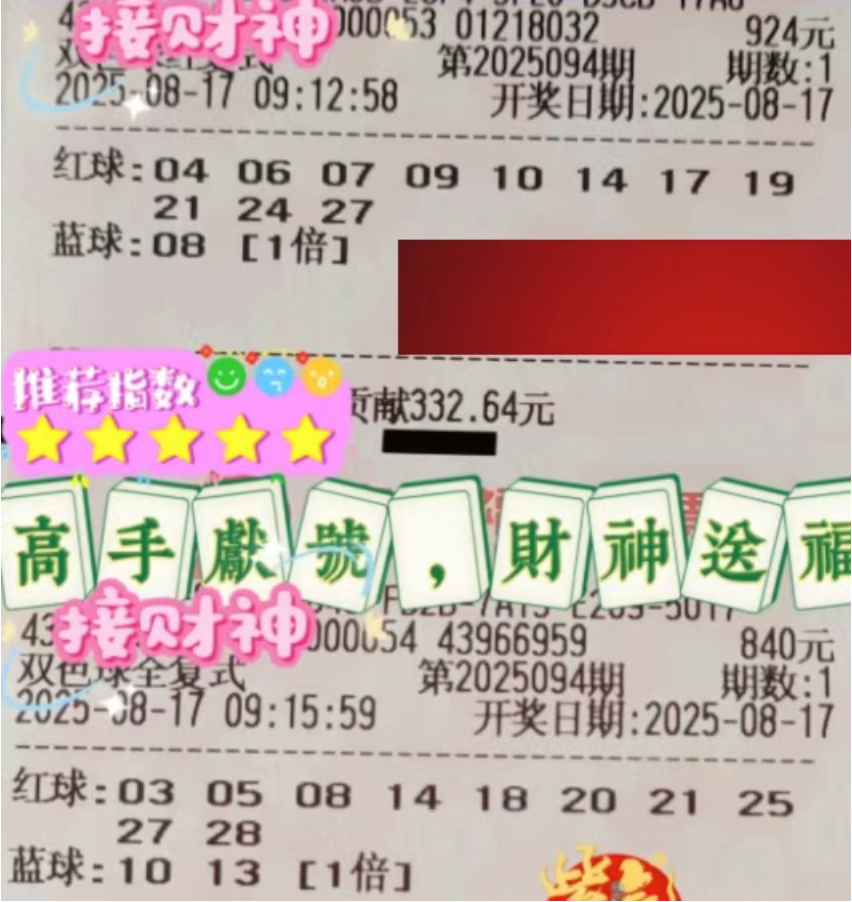 接财神
000053 01218032 924元
第2025094期 期数:1
2025-08-17 09:12:58 开奖日期:2025-08-17
红球:04 06 07 09 10 14 17 19
21 24 27
蓝球:08 [1倍]
推荐指数
贡献332.64元
高手獻號,財神送福
接财神
000054 43966959 840元
双色球全复式 第2025094期 期数:1
2025-08-17 09:15:59 开奖日期:2025-08-17
红球:03 05 08 14 18 20 21 25
27 28
蓝球:10 13 [1倍]